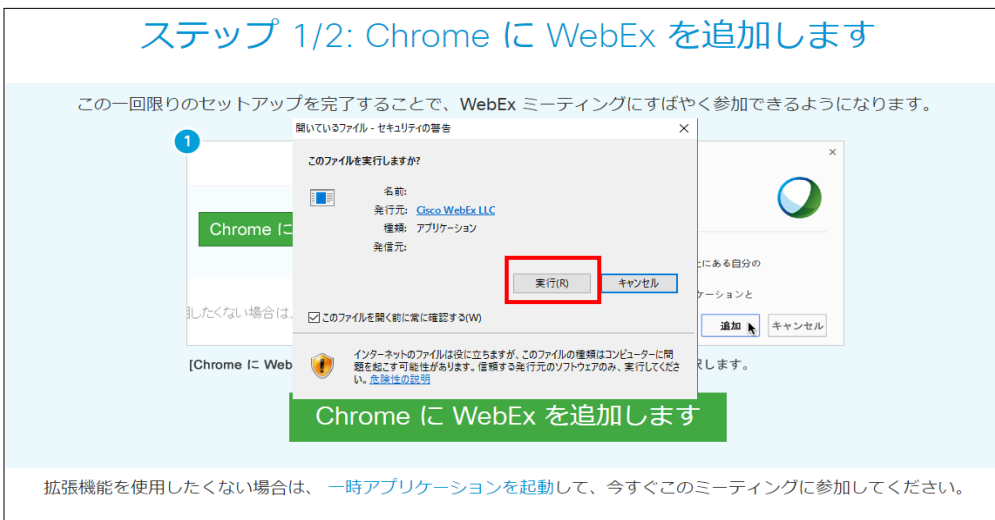 ステップ 1/2: Chrome に WebEx を追加します
この一回限りのセットアップを完了することで、WebEx ミーティングにすばやく参加できるようになります。
1
開いているファイル - セキュリティの警告
このファイルを実行しますか?
名前:
発行元: Cisco WebEx LLC
種類: アプリケーション
発信元:
実行(R) キャンセル
このファイルを開く前に常に確認する(W)
インターネットのファイルは役に立ちますが、このファイルの種類はコンピューターに問
題を起こす可能性があります。信頼する発行元のソフトウェアのみ、実行してくださ
い。危険性の説明
Chrome に
したくない場合は、
[Chrome に Web
にある自分の
ケーションと
追加 キャンセル
します。
Chrome に WebEx を追加します
拡張機能を使用したくない場合は、 一時アプリケーションを起動して、今すぐこのミーティングに参加してください。